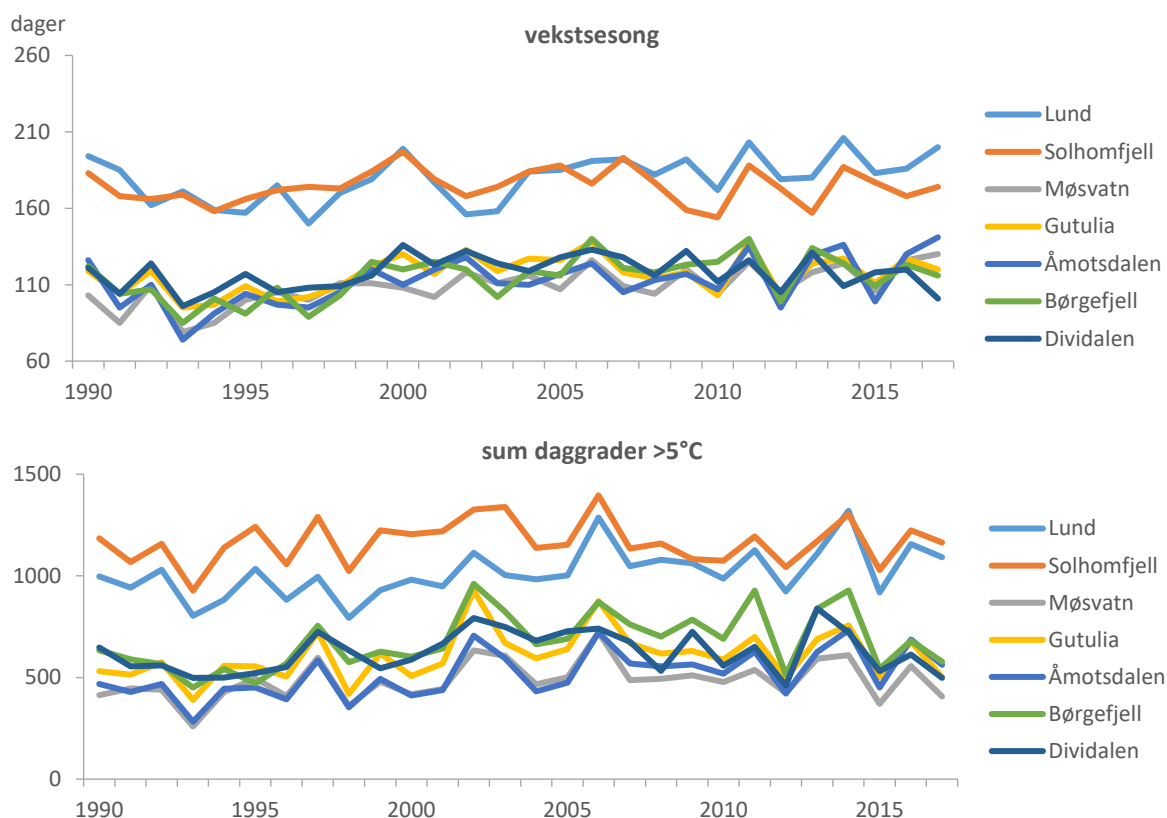 dager
vekstsesong
260
210
160
110
60
1990 1995 2000 2005 2010 2015
Lund
Solhomfjell
Møsvatn
Gutulia
Åmotsdalen
Børgefjell
Dividalen
sum daggrader >5°C
1500
1000
500
0
1990 1995 2000 2005 2010 2015
Lund
Solhomfjell
Møsvatn
Gutulia
Åmotsdalen
Børgefjell
Dividalen